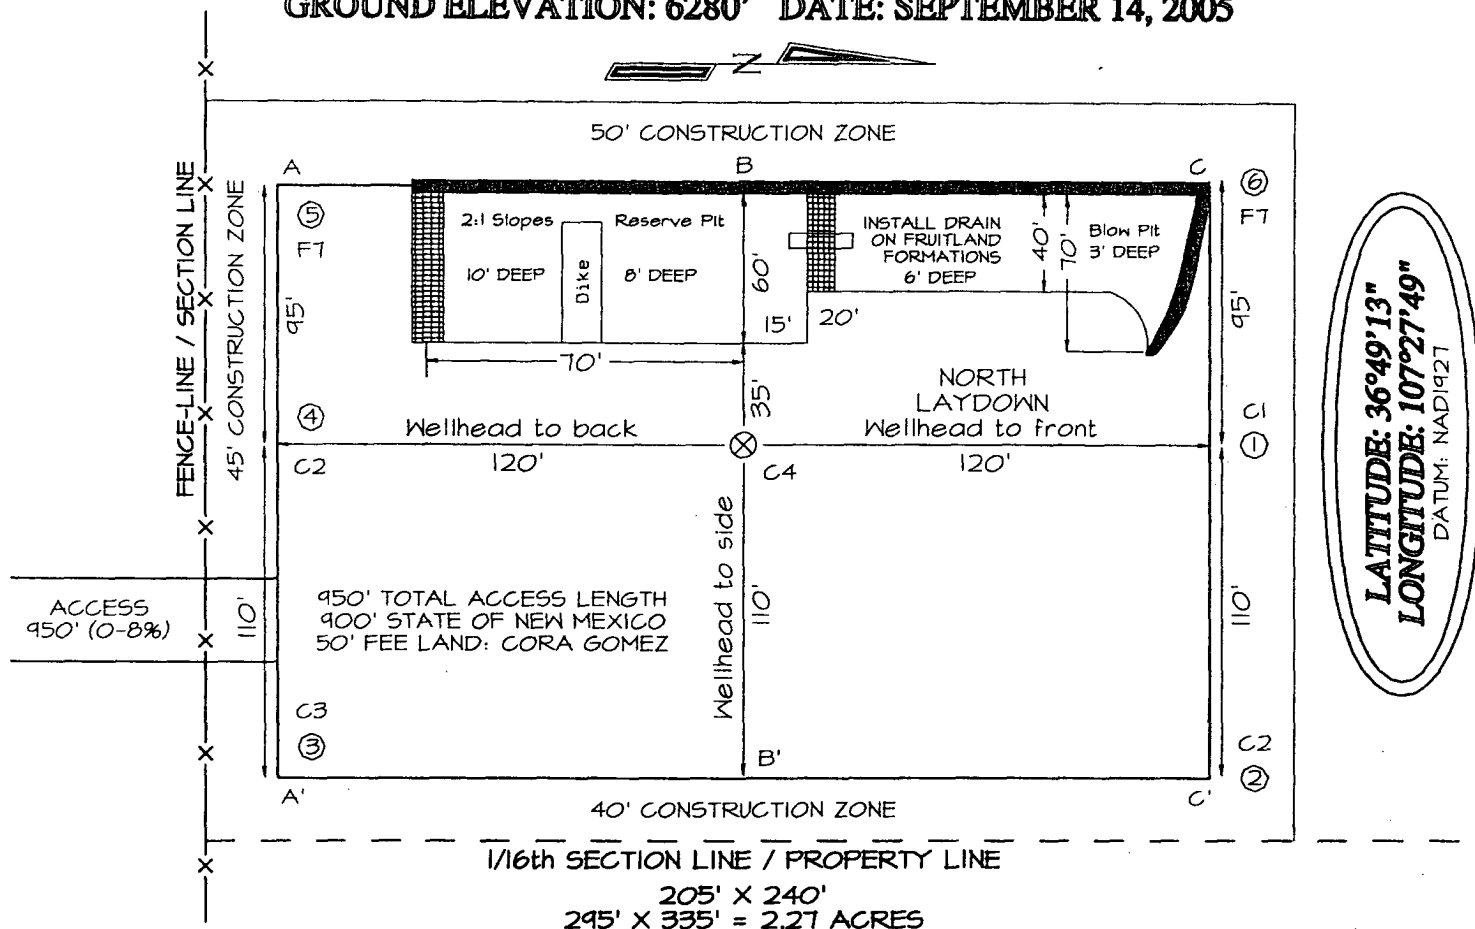 GROUND ELEVATION: 6280' DATE: SEPTEMBER 14, 2005
N
50' CONSTRUCTION ZONE
A
B
C
6
F7
5
F7
2:1 Slopes
Reserve Pit
10' DEEP
Dike
8' DEEP
60'
15'
20'
INSTALL DRAIN
ON FRUITLAND
FORMATIONS
6' DEEP
40'
70'
Blow Pit
3' DEEP
FENCE-LINE / SECTION LINE
45' CONSTRUCTION ZONE
95'
95'
70'
35'
NORTH
LAYDOWN
4
Wellhead to back
Wellhead to front
C1
1
C2
120'
C4
120'
LATITUDE: 36°49'13"
LONGITUDE: 107°27'49"
DATUM: NAD1927
Wellhead to side
110'
110'
110'
ACCESS
950' (0-8%)
950' TOTAL ACCESS LENGTH
900' STATE OF NEW MEXICO
50' FEE LAND: CORA GOMEZ
C3
3
B'
C2
2
A'
C'
40' CONSTRUCTION ZONE
1/16th SECTION LINE / PROPERTY LINE
205' X 240'
295' X 335' = 2.27 ACRES